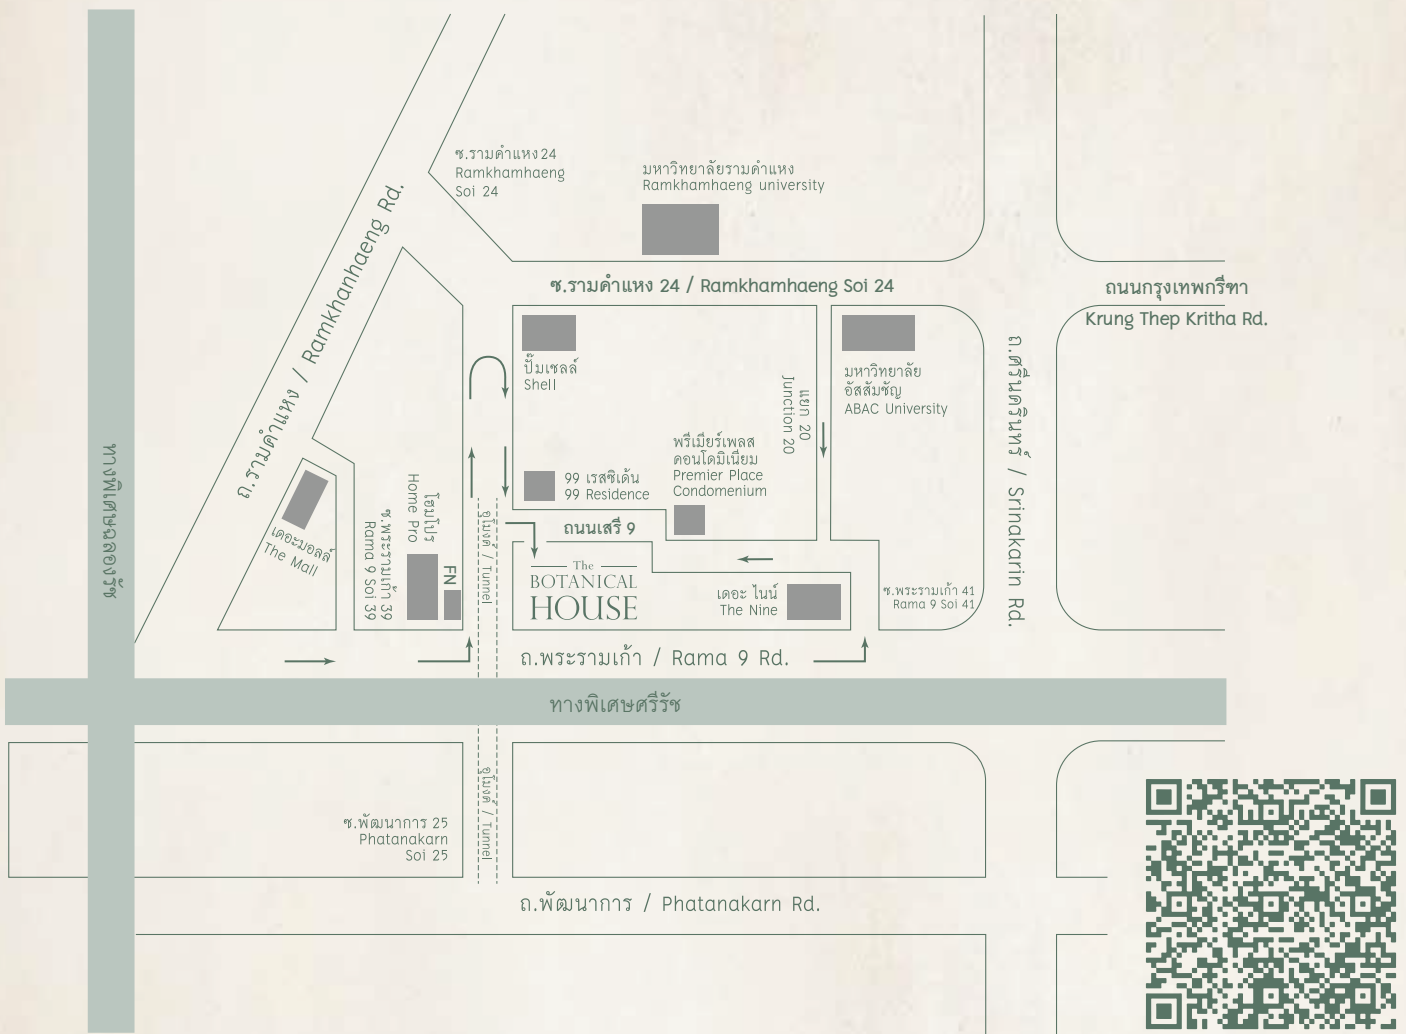 ซ.รามคำแหง24
Ramkhamhaeng
Soi 24
มหาวิทยาลัยรามคำแหง
Ramkhamhaeng university
ถ.รามคำแหง / Ramkhanhaeng Rd.
ซ.รามคำแหง 24 / Ramkhamhaeng Soi 24
ถนนกรุงเทพกรีฑา
Krung Thep Kritha Rd.
ปั๊มเชลล์
Shell
แยก 20
Junction 20
มหาวิทยาลัย
อัสสัมชัญ
ABAC University
ถ.ศรีนครินทร์ / Srinakarin Rd.
พรีเมียร์เพลส
คอนโดมิเนียม
Premier Place
Condomenium
99 เรสซิเด้น
99 Residence
ทางพิเศษฉลองรัช
เดอะมอลล์
The Mall
ซ.พระรามเก้า 39
Rama 9 Soi 39
โฮมโปร
Home Pro
FN
อุโมงค์ / Tunnel
ถนนเสรี 9
The
BOTANICAL
HOUSE
เดอะ ไนน์
The Nine
ซ.พระรามเก้า 41
Rama 9 Soi 41
ถ.พระรามเก้า / Rama 9 Rd.
ทางพิเศษศรีรัช
อุโมงค์ / Tunnel
ซ.พัฒนาการ 25
Phatanakarn
Soi 25
ถ.พัฒนาการ / Phatanakarn Rd.